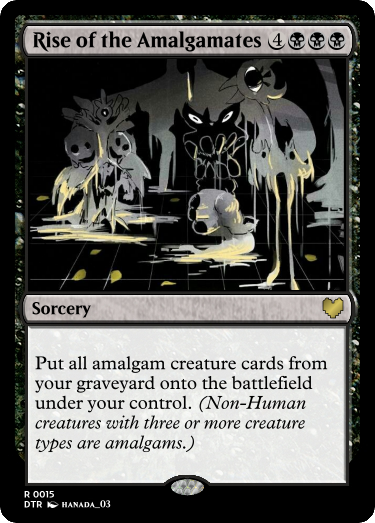 Rise of the Amalgamates 4
Sorcery
Put all amalgam creature cards from
your graveyard onto the battlefield
under your control. (Non-Human
creatures with three or more creature
types are amalgams.)
R 0015
DTR HANADA_03